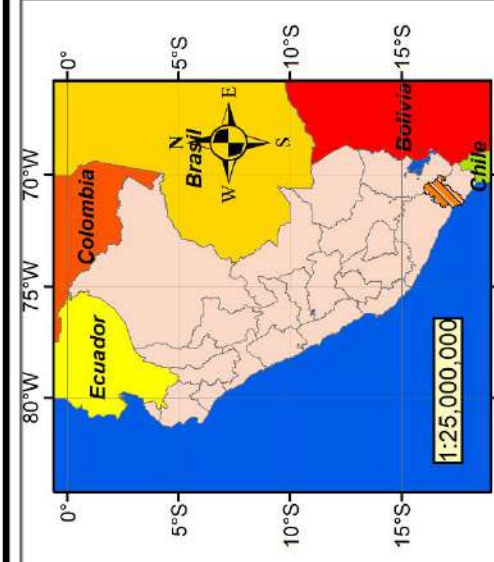 80°W
75°W
70°W
0°
0°
Colombia
Ecuador
N
5°S
Brasil
5°S
W
E
S
10°S
10°S
1:25,000,000
15°S
Bolivia
15°S
Chile